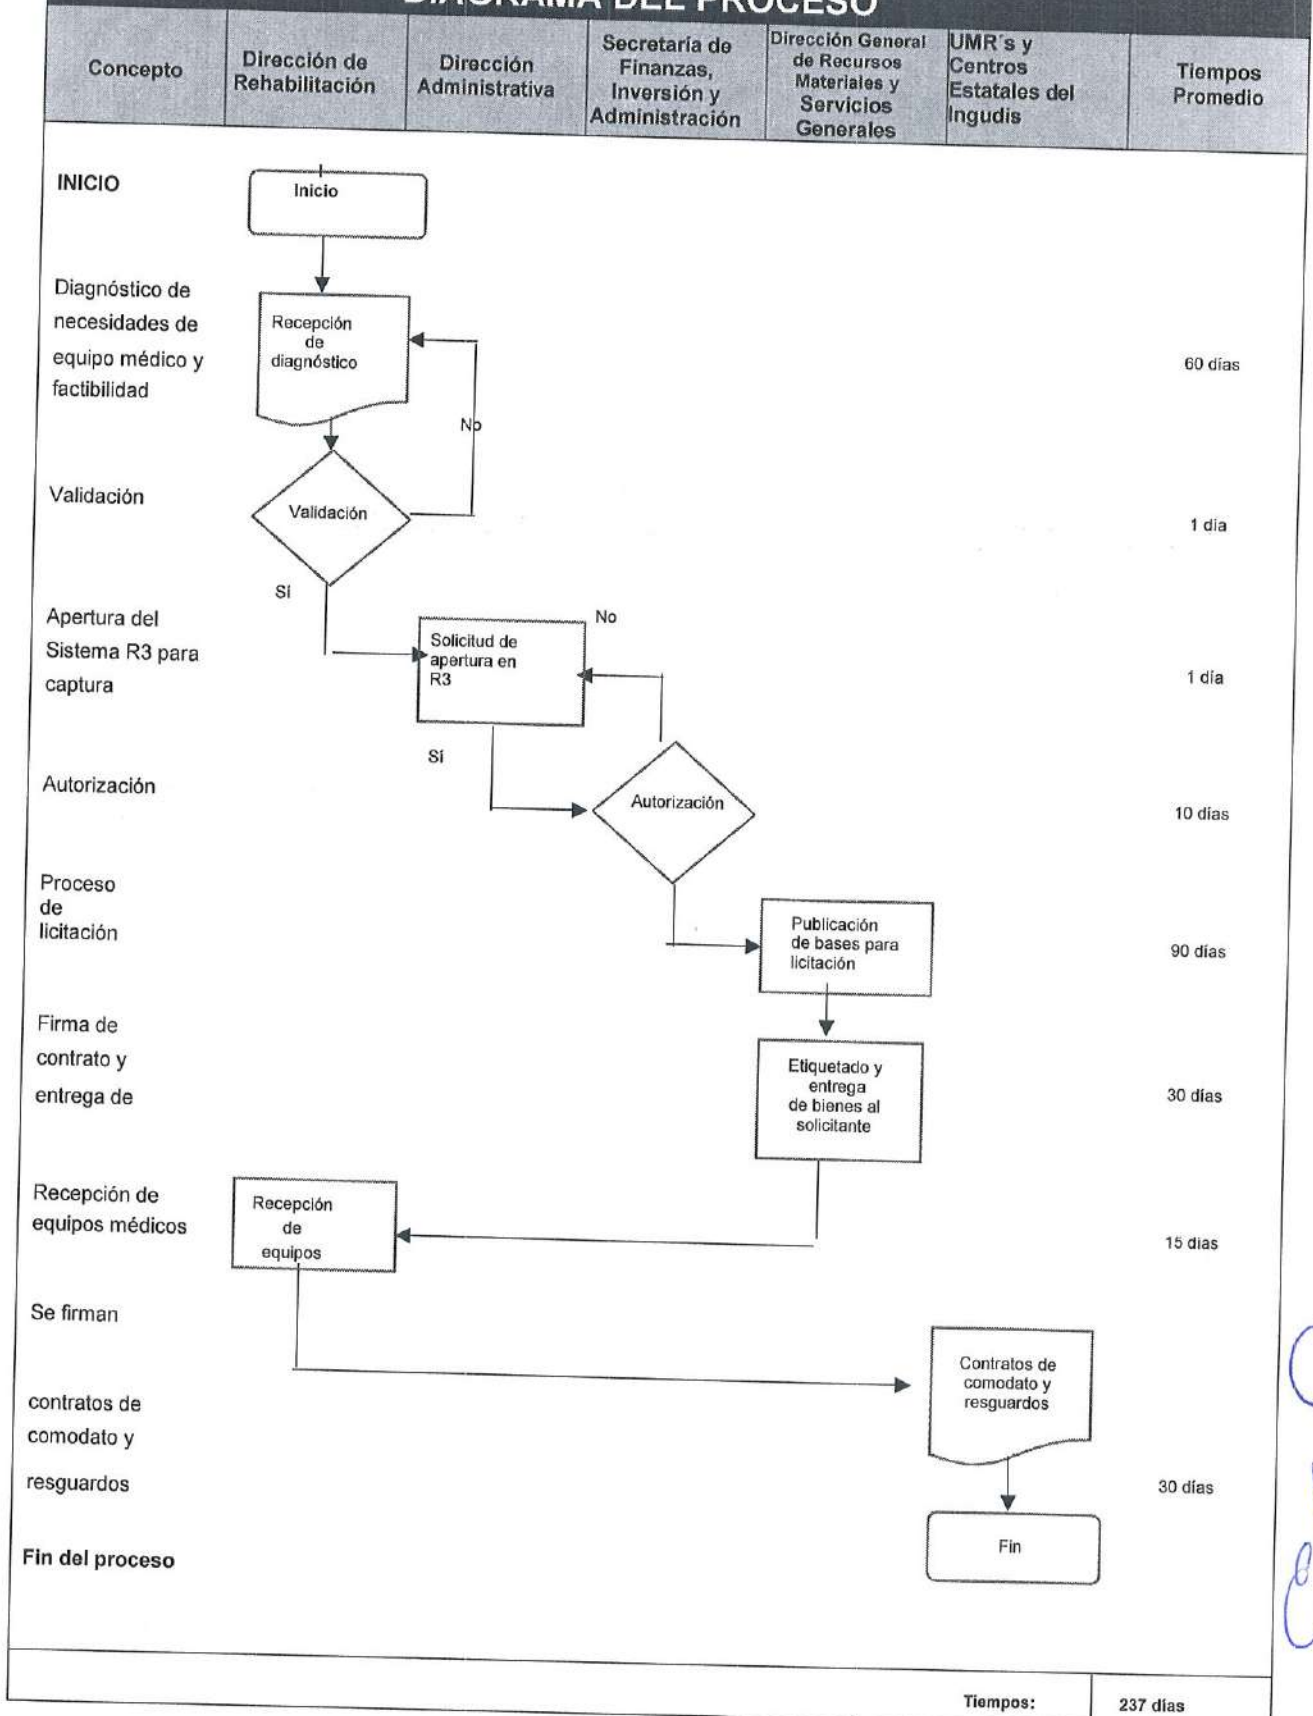 DIAGRAMA DEL PROCESO
Concepto
Dirección de
Rehabilitación
Dirección
Administrativa
Secretaría de
Finanzas,
Inversión y
Administración
Dirección General
de Recursos
Materiales y
Servicios
Generales
UMR´s y
Centros
Estatales del
Ingudis
Tiempos
Promedio
INICIO
Inicio
Diagnóstico de
necesidades de
equipo médico y
factibilidad
Recepción
de
diagnóstico
60 días
No
Validación
Validación
1 día
Sí
Apertura del
Sistema R3 para
captura
Solicitud de
apertura en
R3
No
1 día
Sí
Autorización
Autorización
10 días
Proceso
de
licitación
Publicación
de bases para
licitación
90 días
Firma de
contrato y
entrega de
Etiquetado y
entrega
de bienes al
solicitante
30 días
Recepción de
equipos médicos
Recepción
de
equipos
15 días
Se firman
contratos de
comodato y
resguardos
Contratos de
comodato y
resguardos
30 días
Fin del proceso
Fin
Tiempos:
237 días